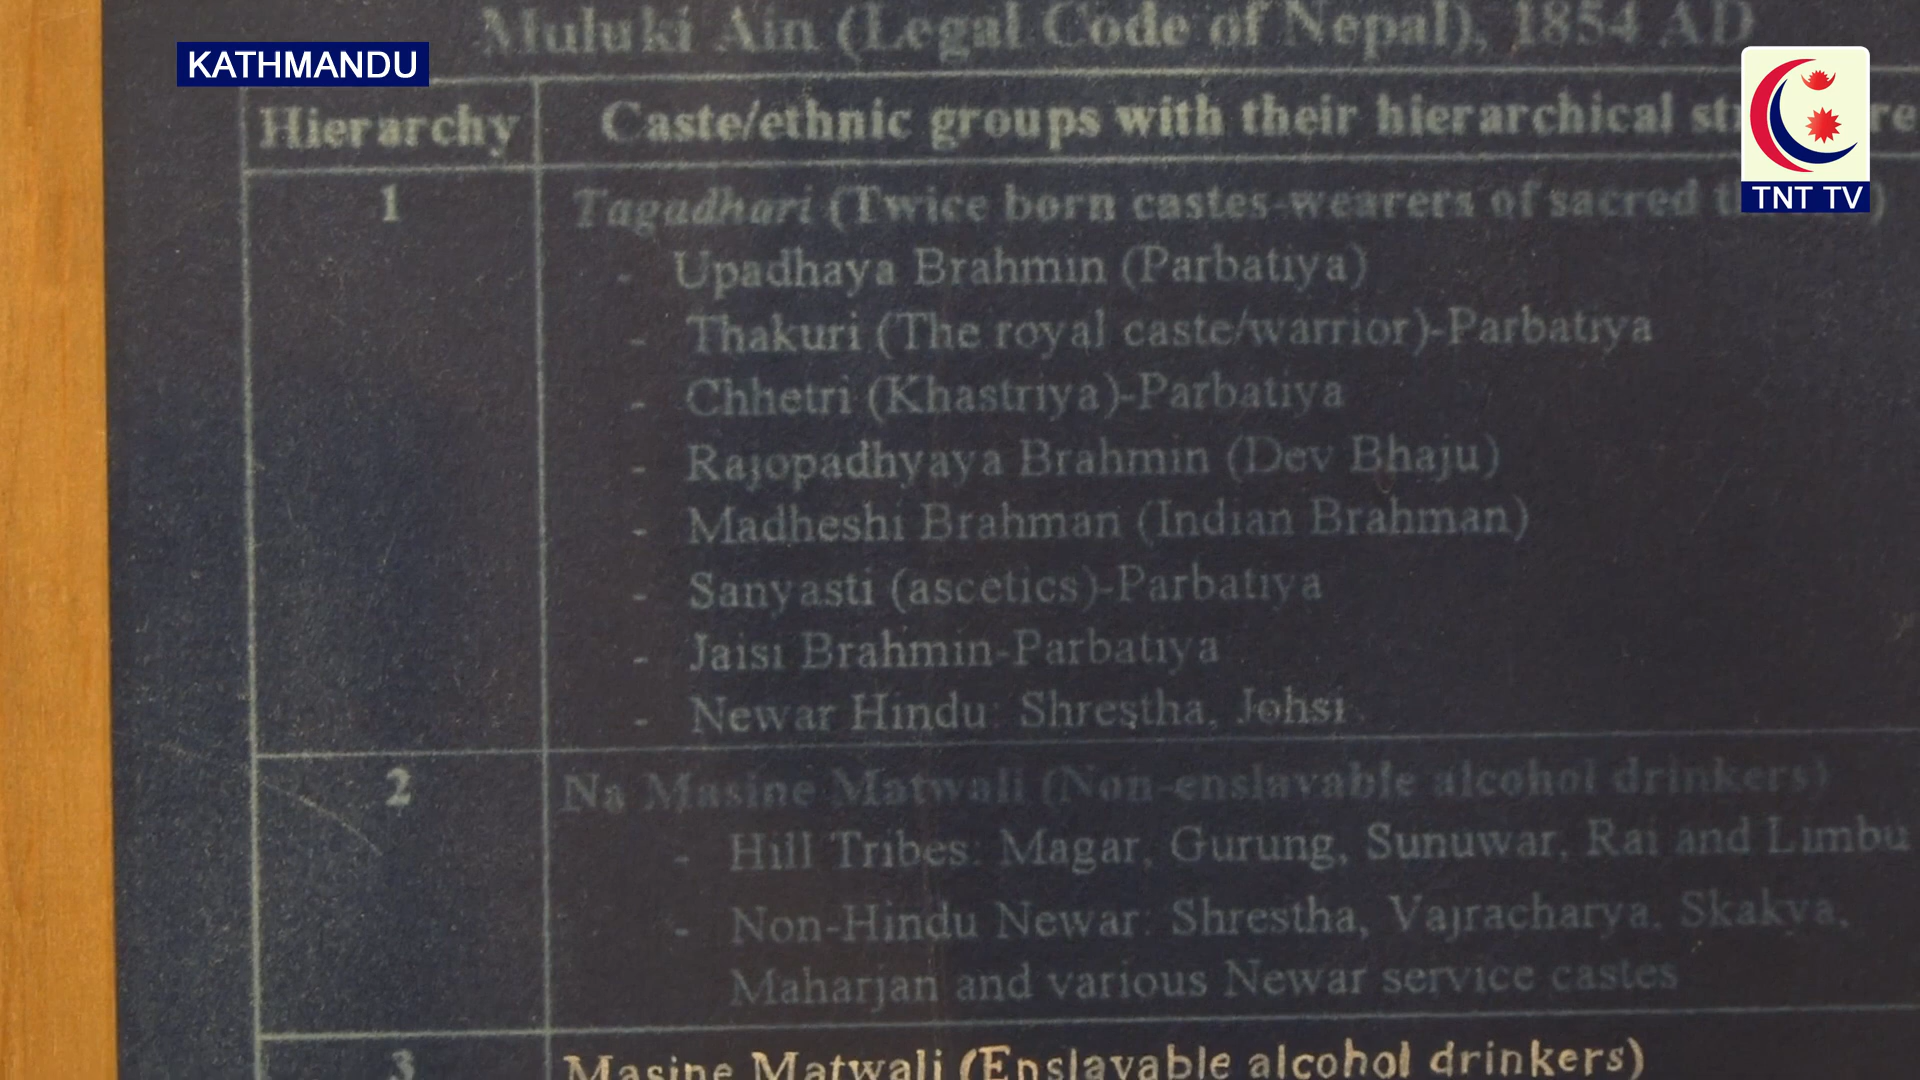 Muluki Ain (Legal Code of Nepal), 1854 AD
KATHMANDU
TNT TV
Hierarchy
Caste/ethnic groups with their hierarchical
1
Tagadhari (Twice born castes-wearers of sacred
- Upadhaya Brahmin (Parbatiya)
- Thakuri (The royal caste/warrior)-Parbatiya
- Chhetri (Khastriya)-Parbatiya
- Rajopadhyaya Brahmin (Dev Bhaju)
- Madheshi Brahman (Indian Brahman)
- Sanyasti (ascetics)-Parbatiya
- Jaisi Brahmin-Parbatiya
- Newar Hindu: Shrestha, Johsi
2
Na Masine Matwali (Non-enslavable alcohol drinkers)
- Hill Tribes: Magar, Gurung, Sunuwar, Rai and Limbu
- Non-Hindu Newar: Shrestha, Vajracharya, Skakya,
Maharjan and various Newar service castes
3
Masine Matwali (Enslavable alcohol drinkers)